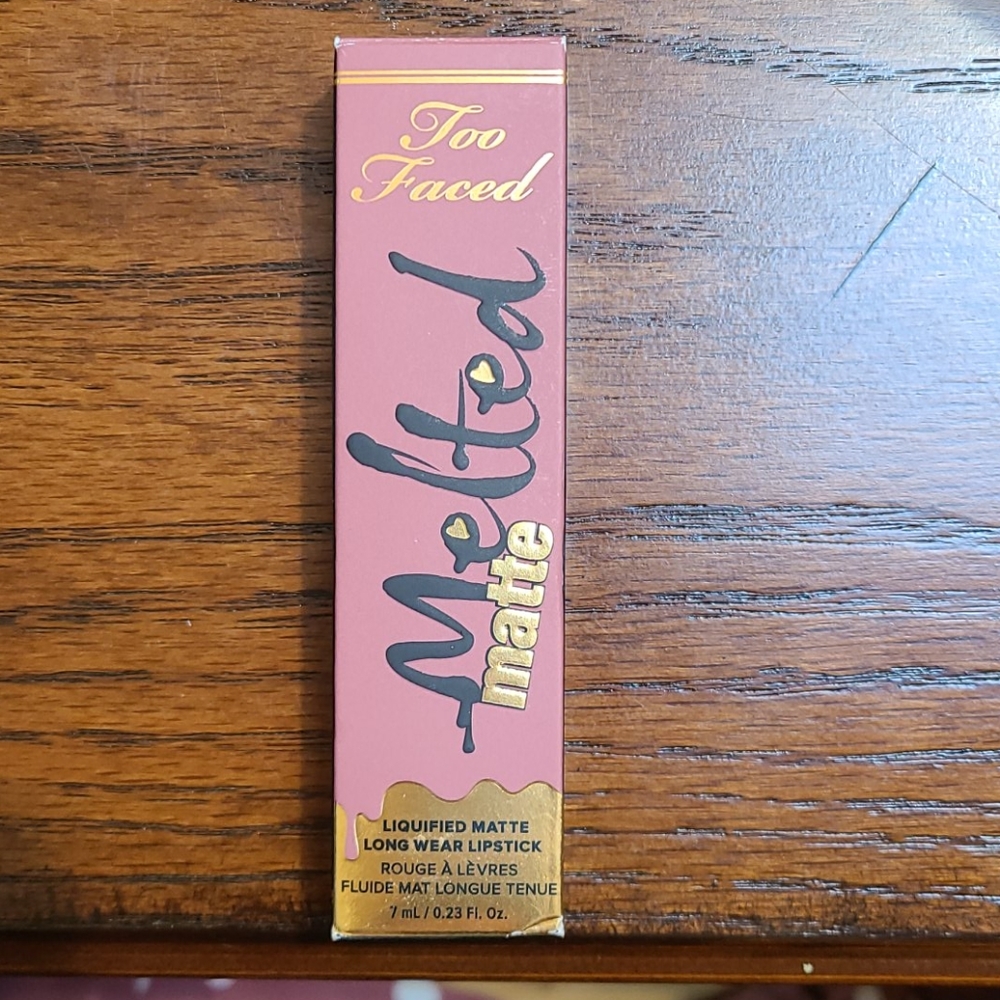 Too
Faced
Melted
matte
LIQUIFIED MATTE
LONG WEAR LIPSTICK
ROUGE À LÈVRES
FLUIDE MAT LONGUE TENUE
7 mL / 0.23 Fl. Oz.